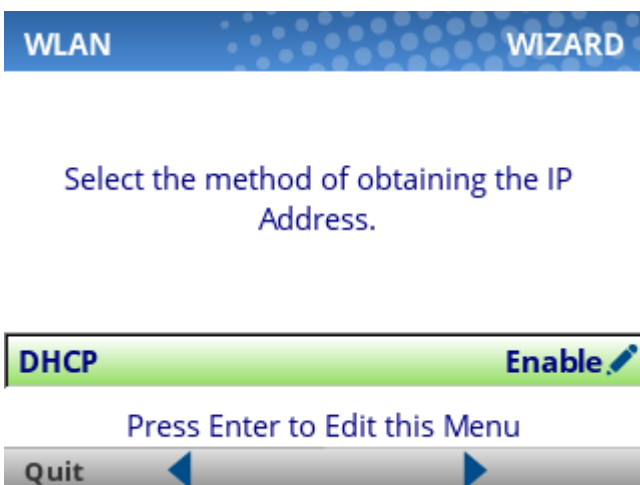 WLAN WIZARD
Select the method of obtaining the IP
Address.
DHCP Enable
Press Enter to Edit this Menu
Quit